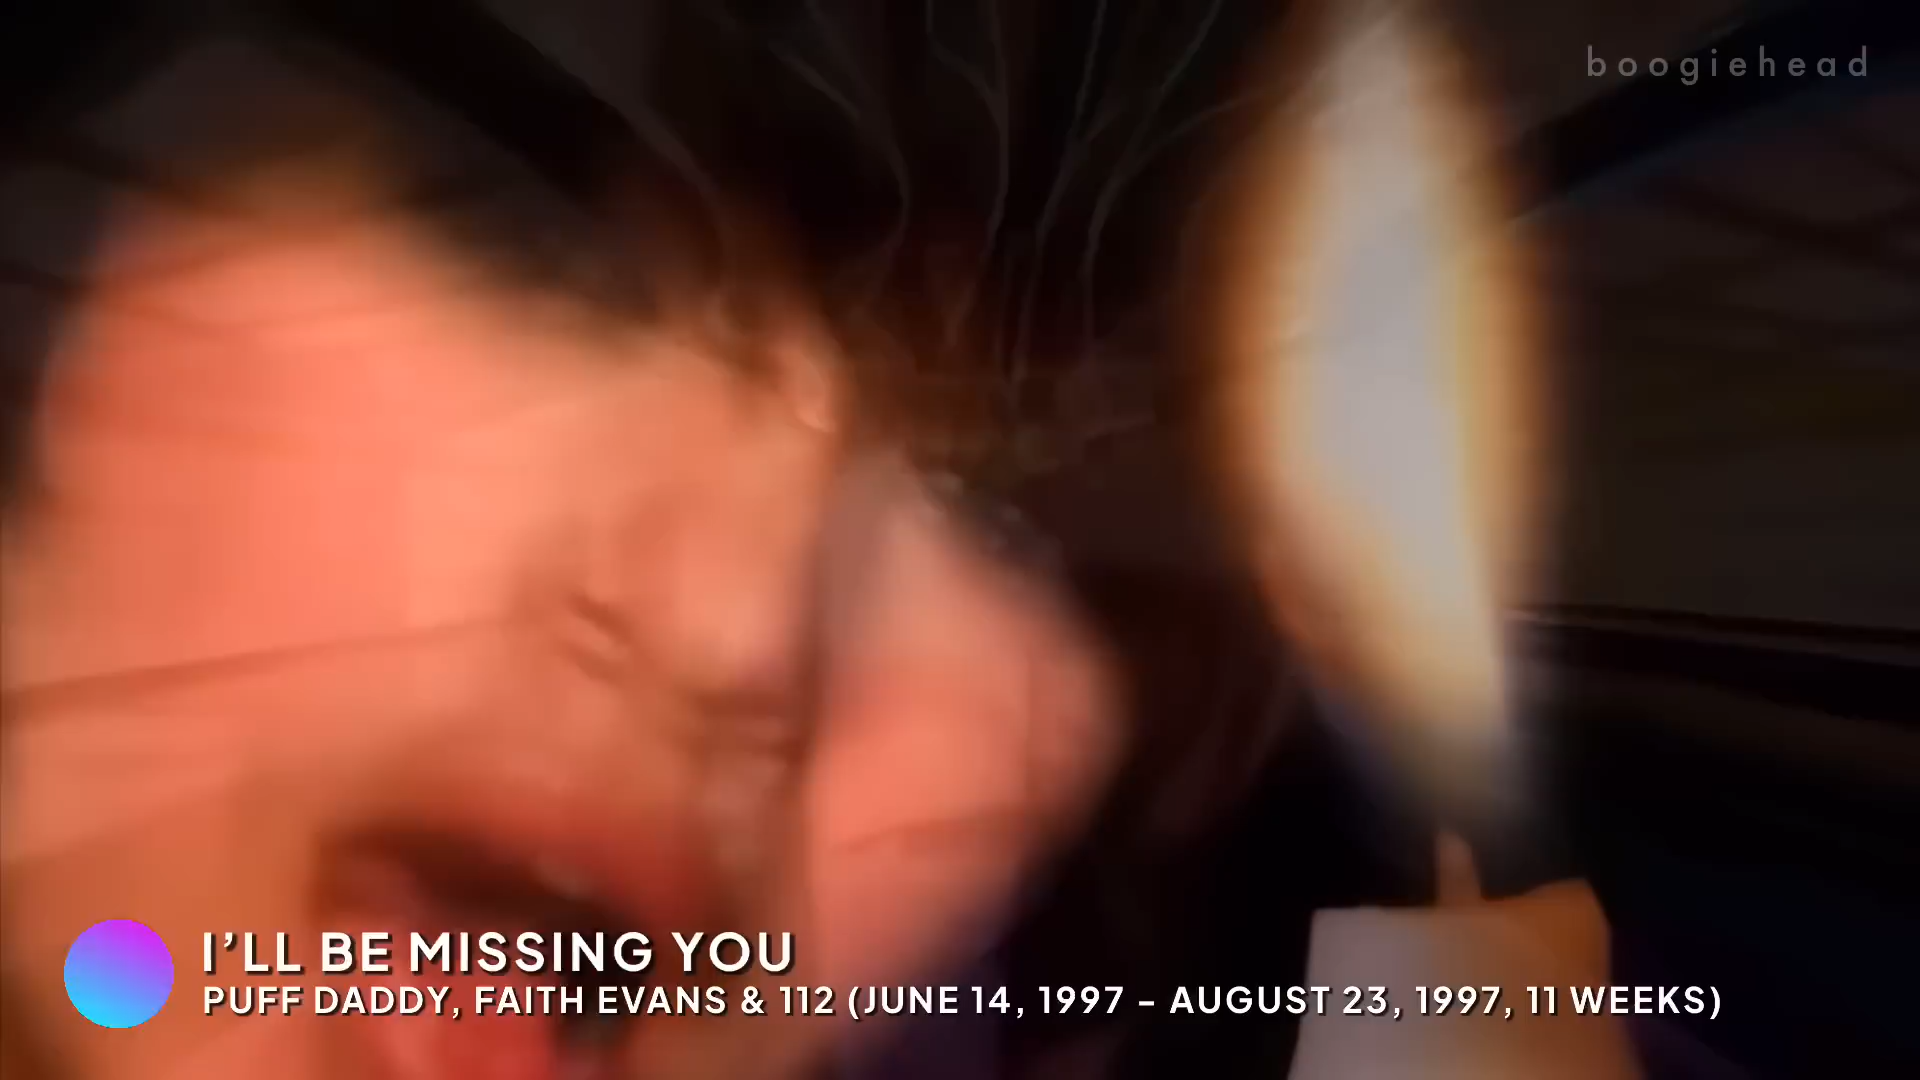 boogiehead
I’LL BE MISSING YOU
PUFF DADDY, FAITH EVANS & 112 (JUNE 14, 1997 – AUGUST 23, 1997, 11 WEEKS)